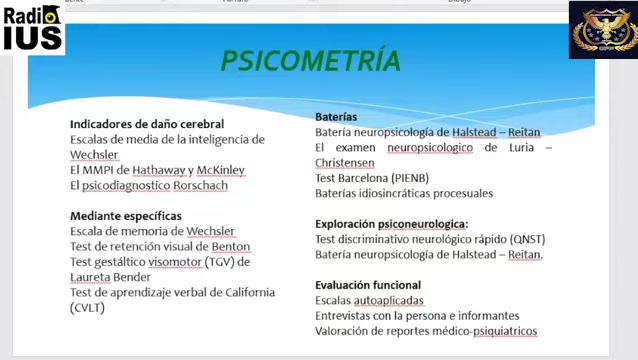 Radio
IUS
PSICOMETRÍA
Indicadores de daño cerebral
Escalas de media de la inteligencia de
Wechsler
El MMPI de Hathaway y McKinley
El psicodiagnostico Rorschach
Mediante específicas
Escala de memoria de Wechsler
Test de retención visual de Benton
Test gestáltico visomotor (TGV) de
Laureta Bender
Test de aprendizaje verbal de California
(CVLT)
Baterías
Batería neuropsicología de Halstead – Reitan
El examen neuropsicologico de Luria –
Christensen
Test Barcelona (PIENB)
Baterías idiosincráticas procesuales
Exploración psiconeurologica:
Test discriminativo neurológico rápido (QNST)
Batería neuropsicología de Halstead – Reitan.
Evaluación funcional
Escalas autoaplicadas
Entrevistas con la persona e informantes
Valoración de reportes médico-psiquiatricos